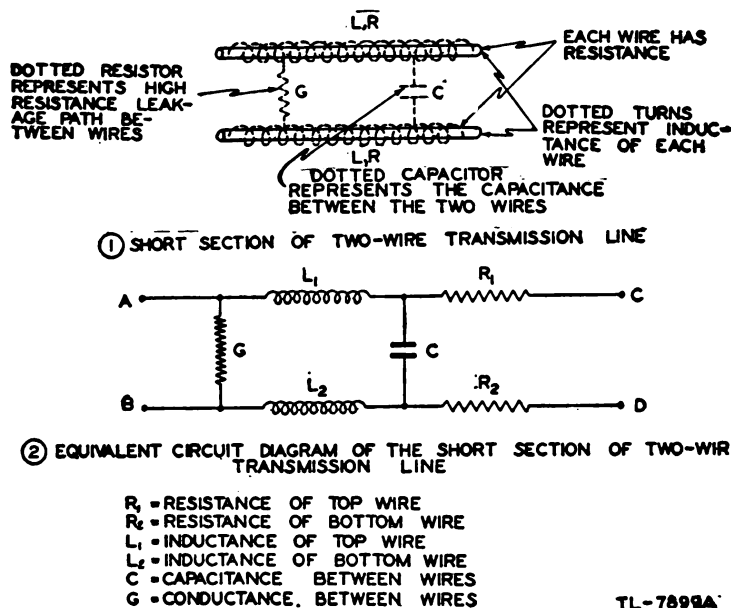 L,R
DOTTED RESISTOR
REPRESENTS HIGH
RESISTANCE LEAK-
AGE PATH BE-
TWEEN WIRES
G
C
EACH WIRE HAS
RESISTANCE
DOTTED TURNS
REPRESENT INDUC-
TANCE OF EACH
WIRE
L,R
DOTTED CAPACITOR
REPRESENTS THE CAPACITANCE
BETWEEN THE TWO WIRES
① SHORT SECTION OF TWO-WIRE TRANSMISSION LINE
A
L₁
R₁
C
G
C
B
L₂
R₂
D
② EQUIVALENT CIRCUIT DIAGRAM OF THE SHORT SECTION OF TWO-WIR
TRANSMISSION LINE
R₁ = RESISTANCE OF TOP WIRE
R₂ = RESISTANCE OF BOTTOM WIRE
L₁ = INDUCTANCE OF TOP WIRE
L₂ = INDUCTANCE OF BOTTOM WIRE
C = CAPACITANCE BETWEEN WIRES
G = CONDUCTANCE. BETWEEN WIRES
TL-7899A